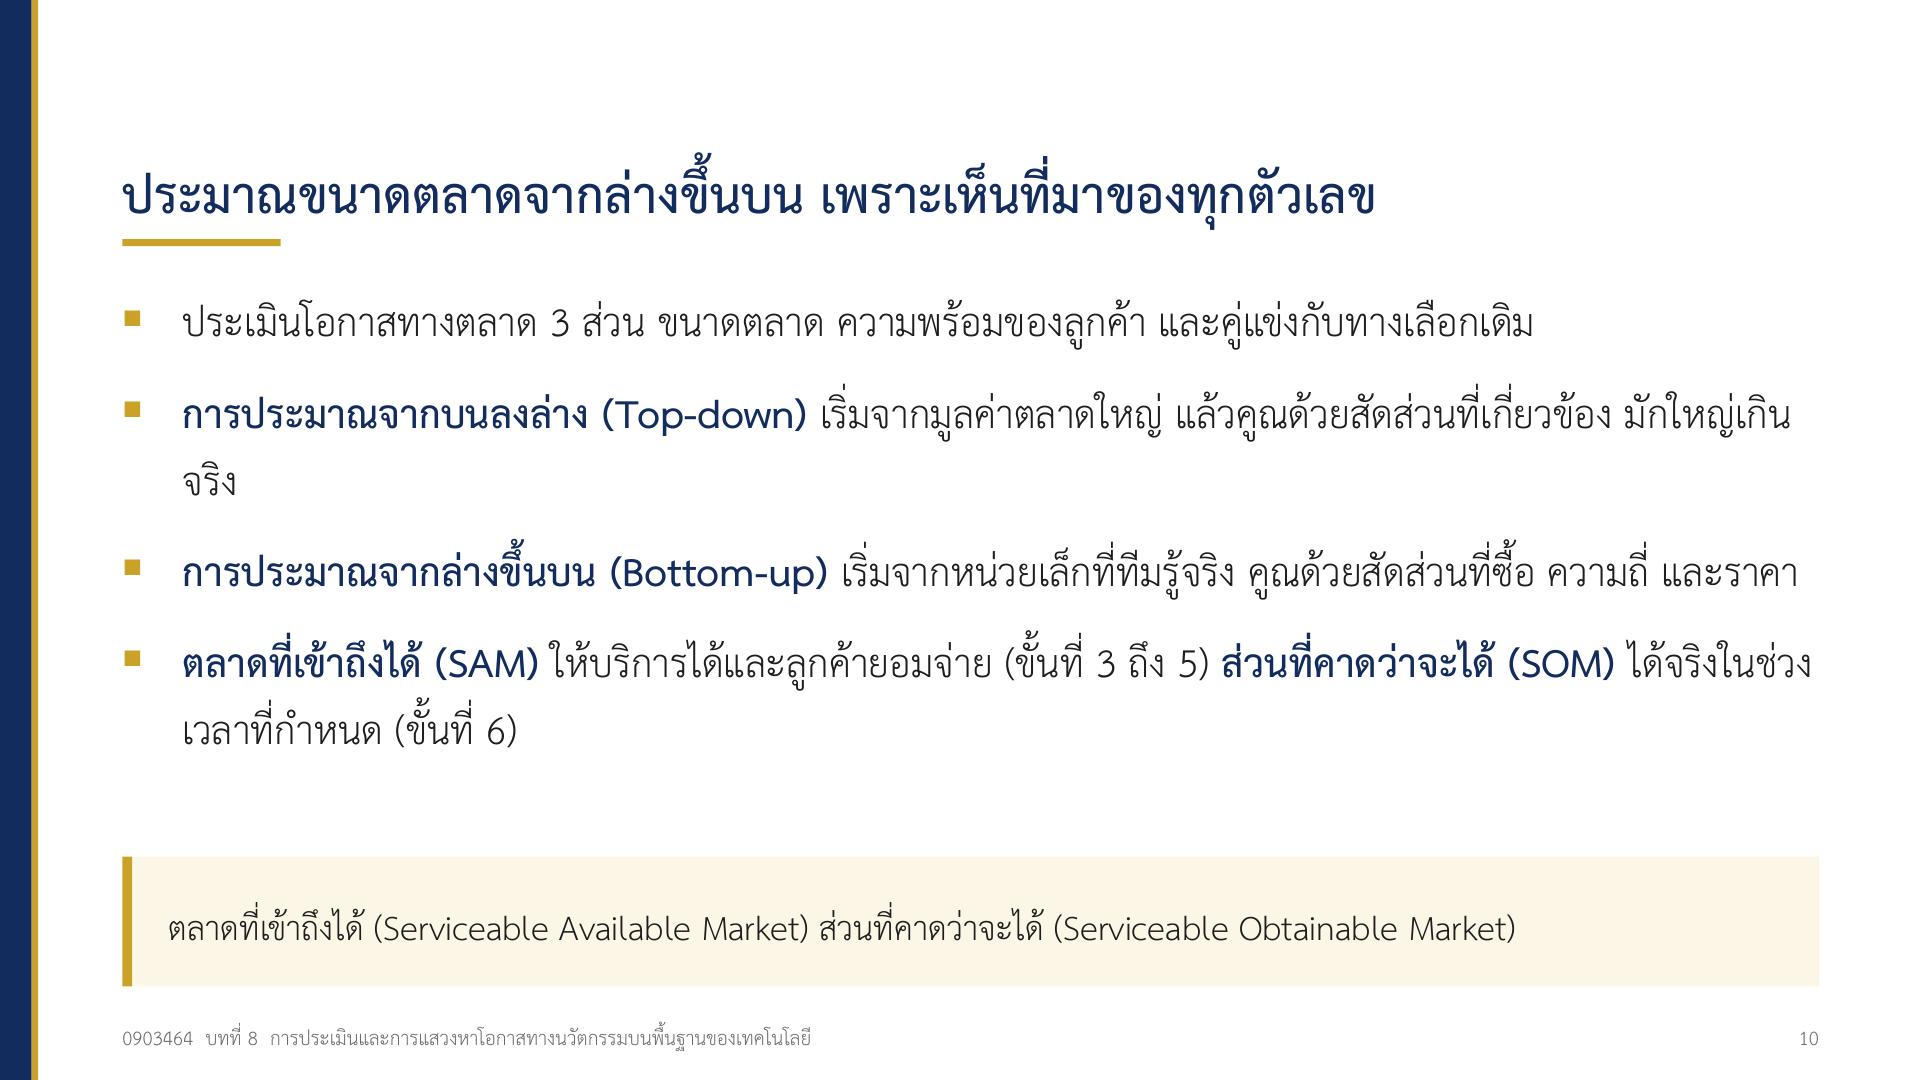 ประมาณขนาดตลาดจากล่างขึ้นบน เพราะเห็นที่มาของทุกตัวเลข
ประเมินโอกาสทางตลาด 3 ส่วน ขนาดตลาด ความพร้อมของลูกค้า และคู่แข่งกับทางเลือกเดิม
การประมาณจากบนลงล่าง (Top-down) เริ่มจากมูลค่าตลาดใหญ่ แล้วคูณด้วยสัดส่วนที่เกี่ยวข้อง มักใหญ่เกิน
จริง
การประมาณจากล่างขึ้นบน (Bottom-up) เริ่มจากหน่วยเล็กที่ทีมรู้จริง คูณด้วยสัดส่วนที่ซื้อ ความถี่ และราคา
ตลาดที่เข้าถึงได้ (SAM) ให้บริการได้และลูกค้ายอมจ่าย (ขั้นที่ 3 ถึง 5) ส่วนที่คาดว่าจะได้ (SOM) ได้จริงในช่วง
เวลาที่กำหนด (ขั้นที่ 6)
ตลาดที่เข้าถึงได้ (Serviceable Available Market) ส่วนที่คาดว่าจะได้ (Serviceable Obtainable Market)
0903464 บทที่ 8 การประเมินและการแสวงหาโอกาสทางนวัตกรรมบนพื้นฐานของเทคโนโลยี
10